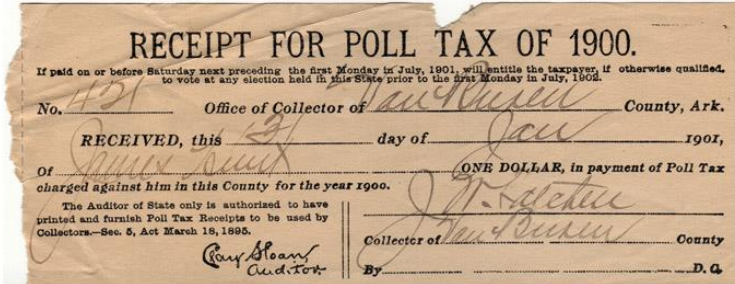 RECEIPT FOR POLL TAX OF 1900.
If paid on or before Saturday next preceding the first Monday in July, 1901, will entitle the taxpayer, if otherwise qualified,
to vote at any election held in this State prior to the first Monday in July, 1902.
No. 421 Office of Collector of Van Buren County, Ark.
RECEIVED, this 31 day of Jan 1901,
Of James Hunt ONE DOLLAR, in payment of Poll Tax
charged against him in this County for the year 1900.
The Auditor of State only is authorized to have
printed and furnish Poll Tax Receipts to be used by
Collectors.—Sec. 5, Act March 18, 1895.
Clay Sloan
Auditor.
J. W.
Collector of Van Buren County
By D. C.